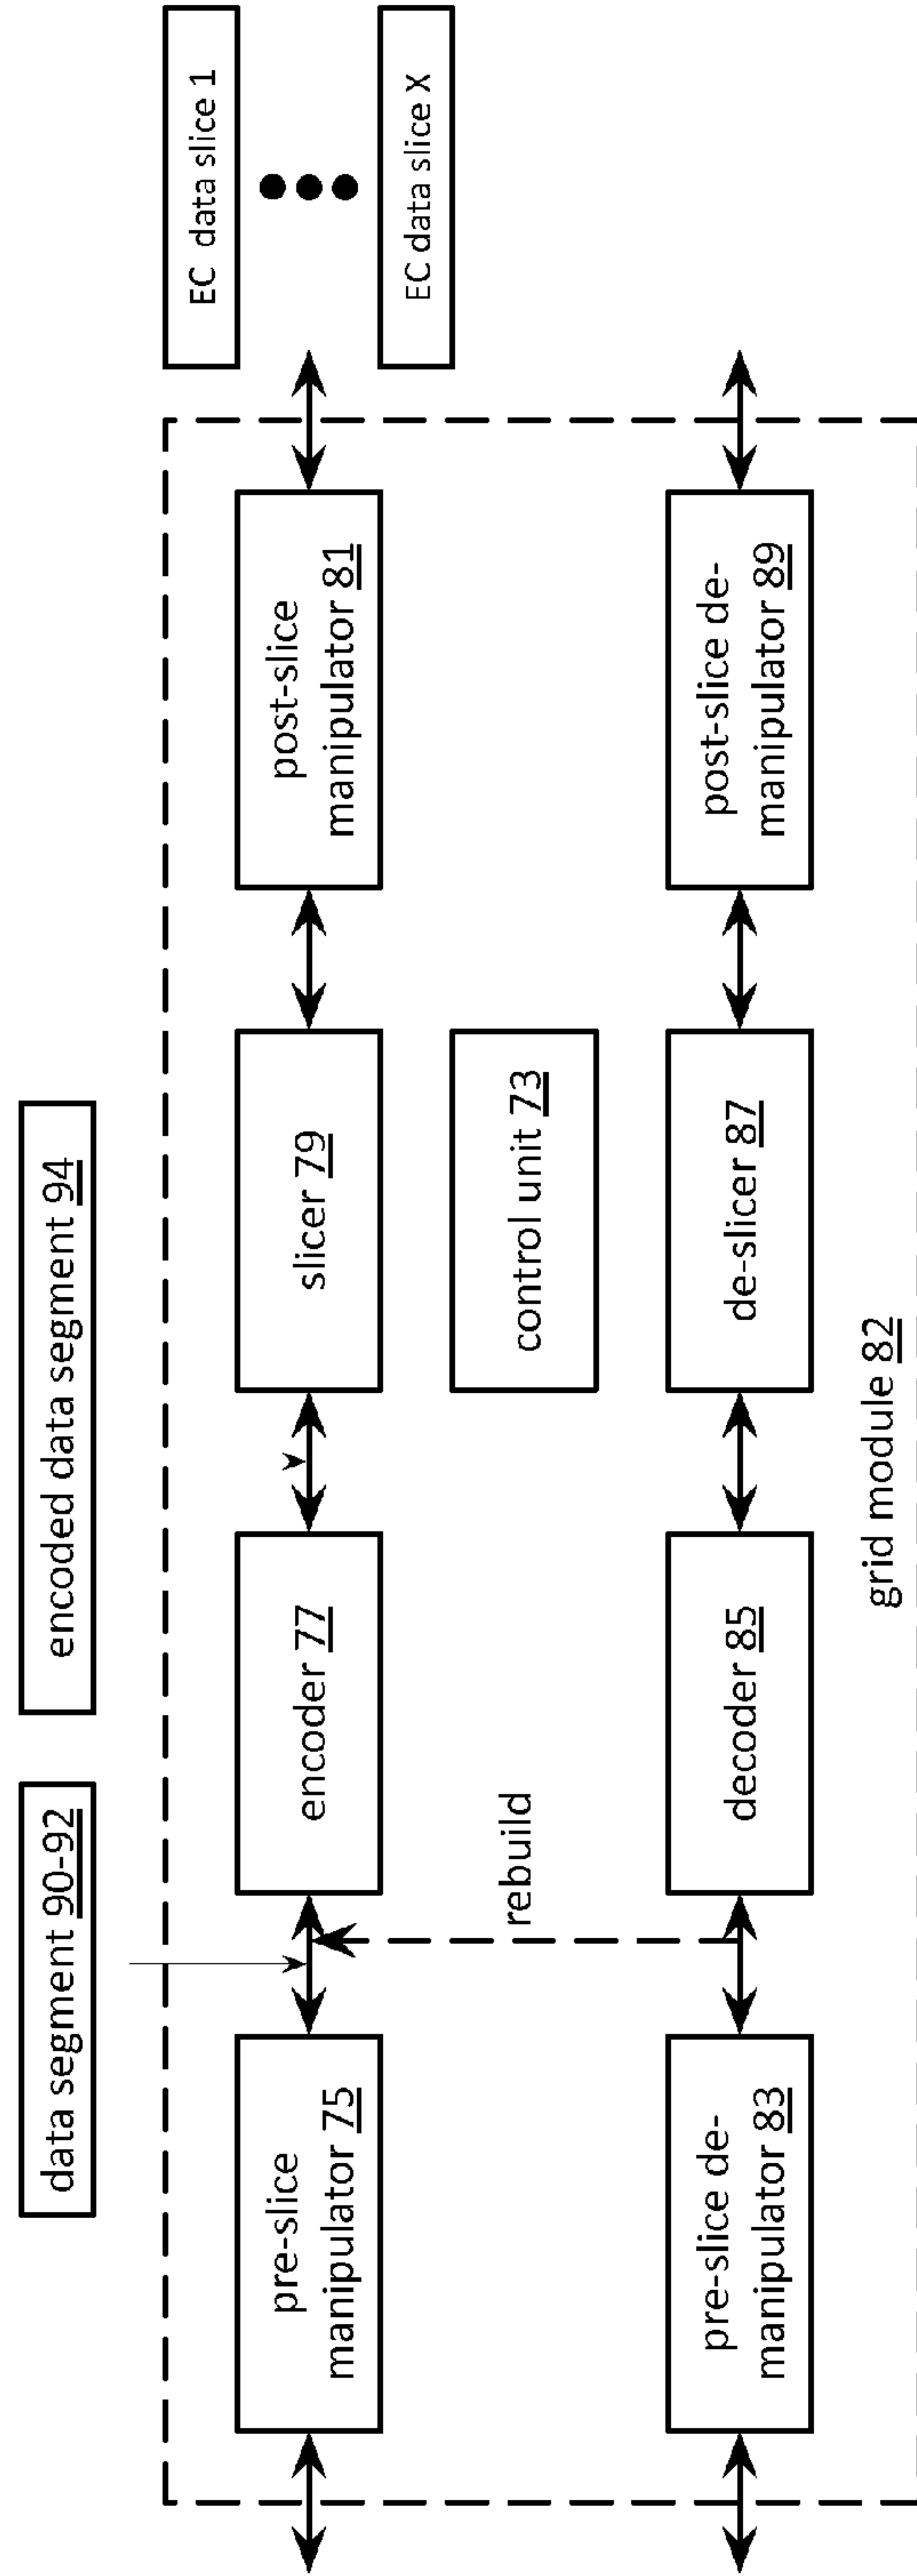 data segment 90-92
encoded data segment 94
EC data slice 1
EC data slice X
pre-slice
manipulator 75
encoder 77
slicer 79
post-slice
manipulator 81
rebuild
control unit 73
pre-slice de-
manipulator 83
decoder 85
de-slicer 87
post-slice de-
manipulator 89
grid module 82